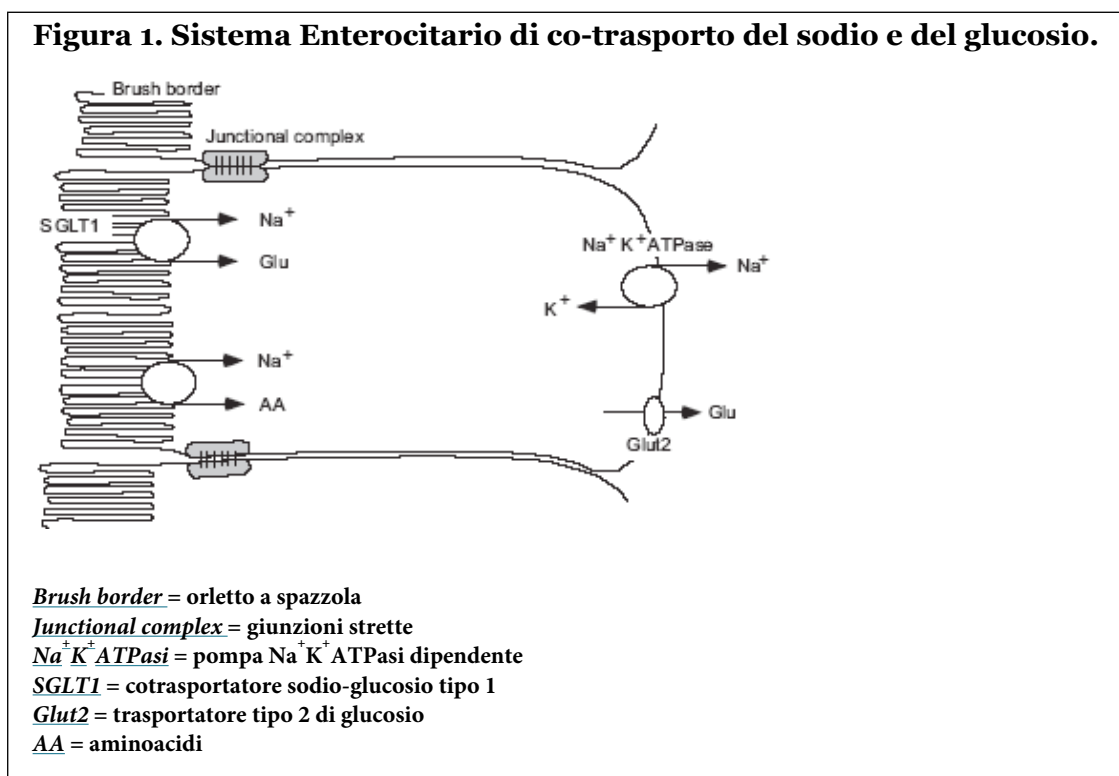 Figura 1. Sistema Enterocitario di co-trasporto del sodio e del glucosio.
Brush border
Junctional complex
SGLT1
Na⁺
Glu
Na⁺ K⁺ATPase
Na⁺
K⁺
Na⁺
AA
Glu
Glut2
Brush border = orletto a spazzola
Junctional complex = giunzioni strette
Na⁺K⁺ATPasi = pompa Na⁺K⁺ATPasi dipendente
SGLT1 = cotrasportatore sodio-glucosio tipo 1
Glut2 = trasportatore tipo 2 di glucosio
AA = aminoacidi